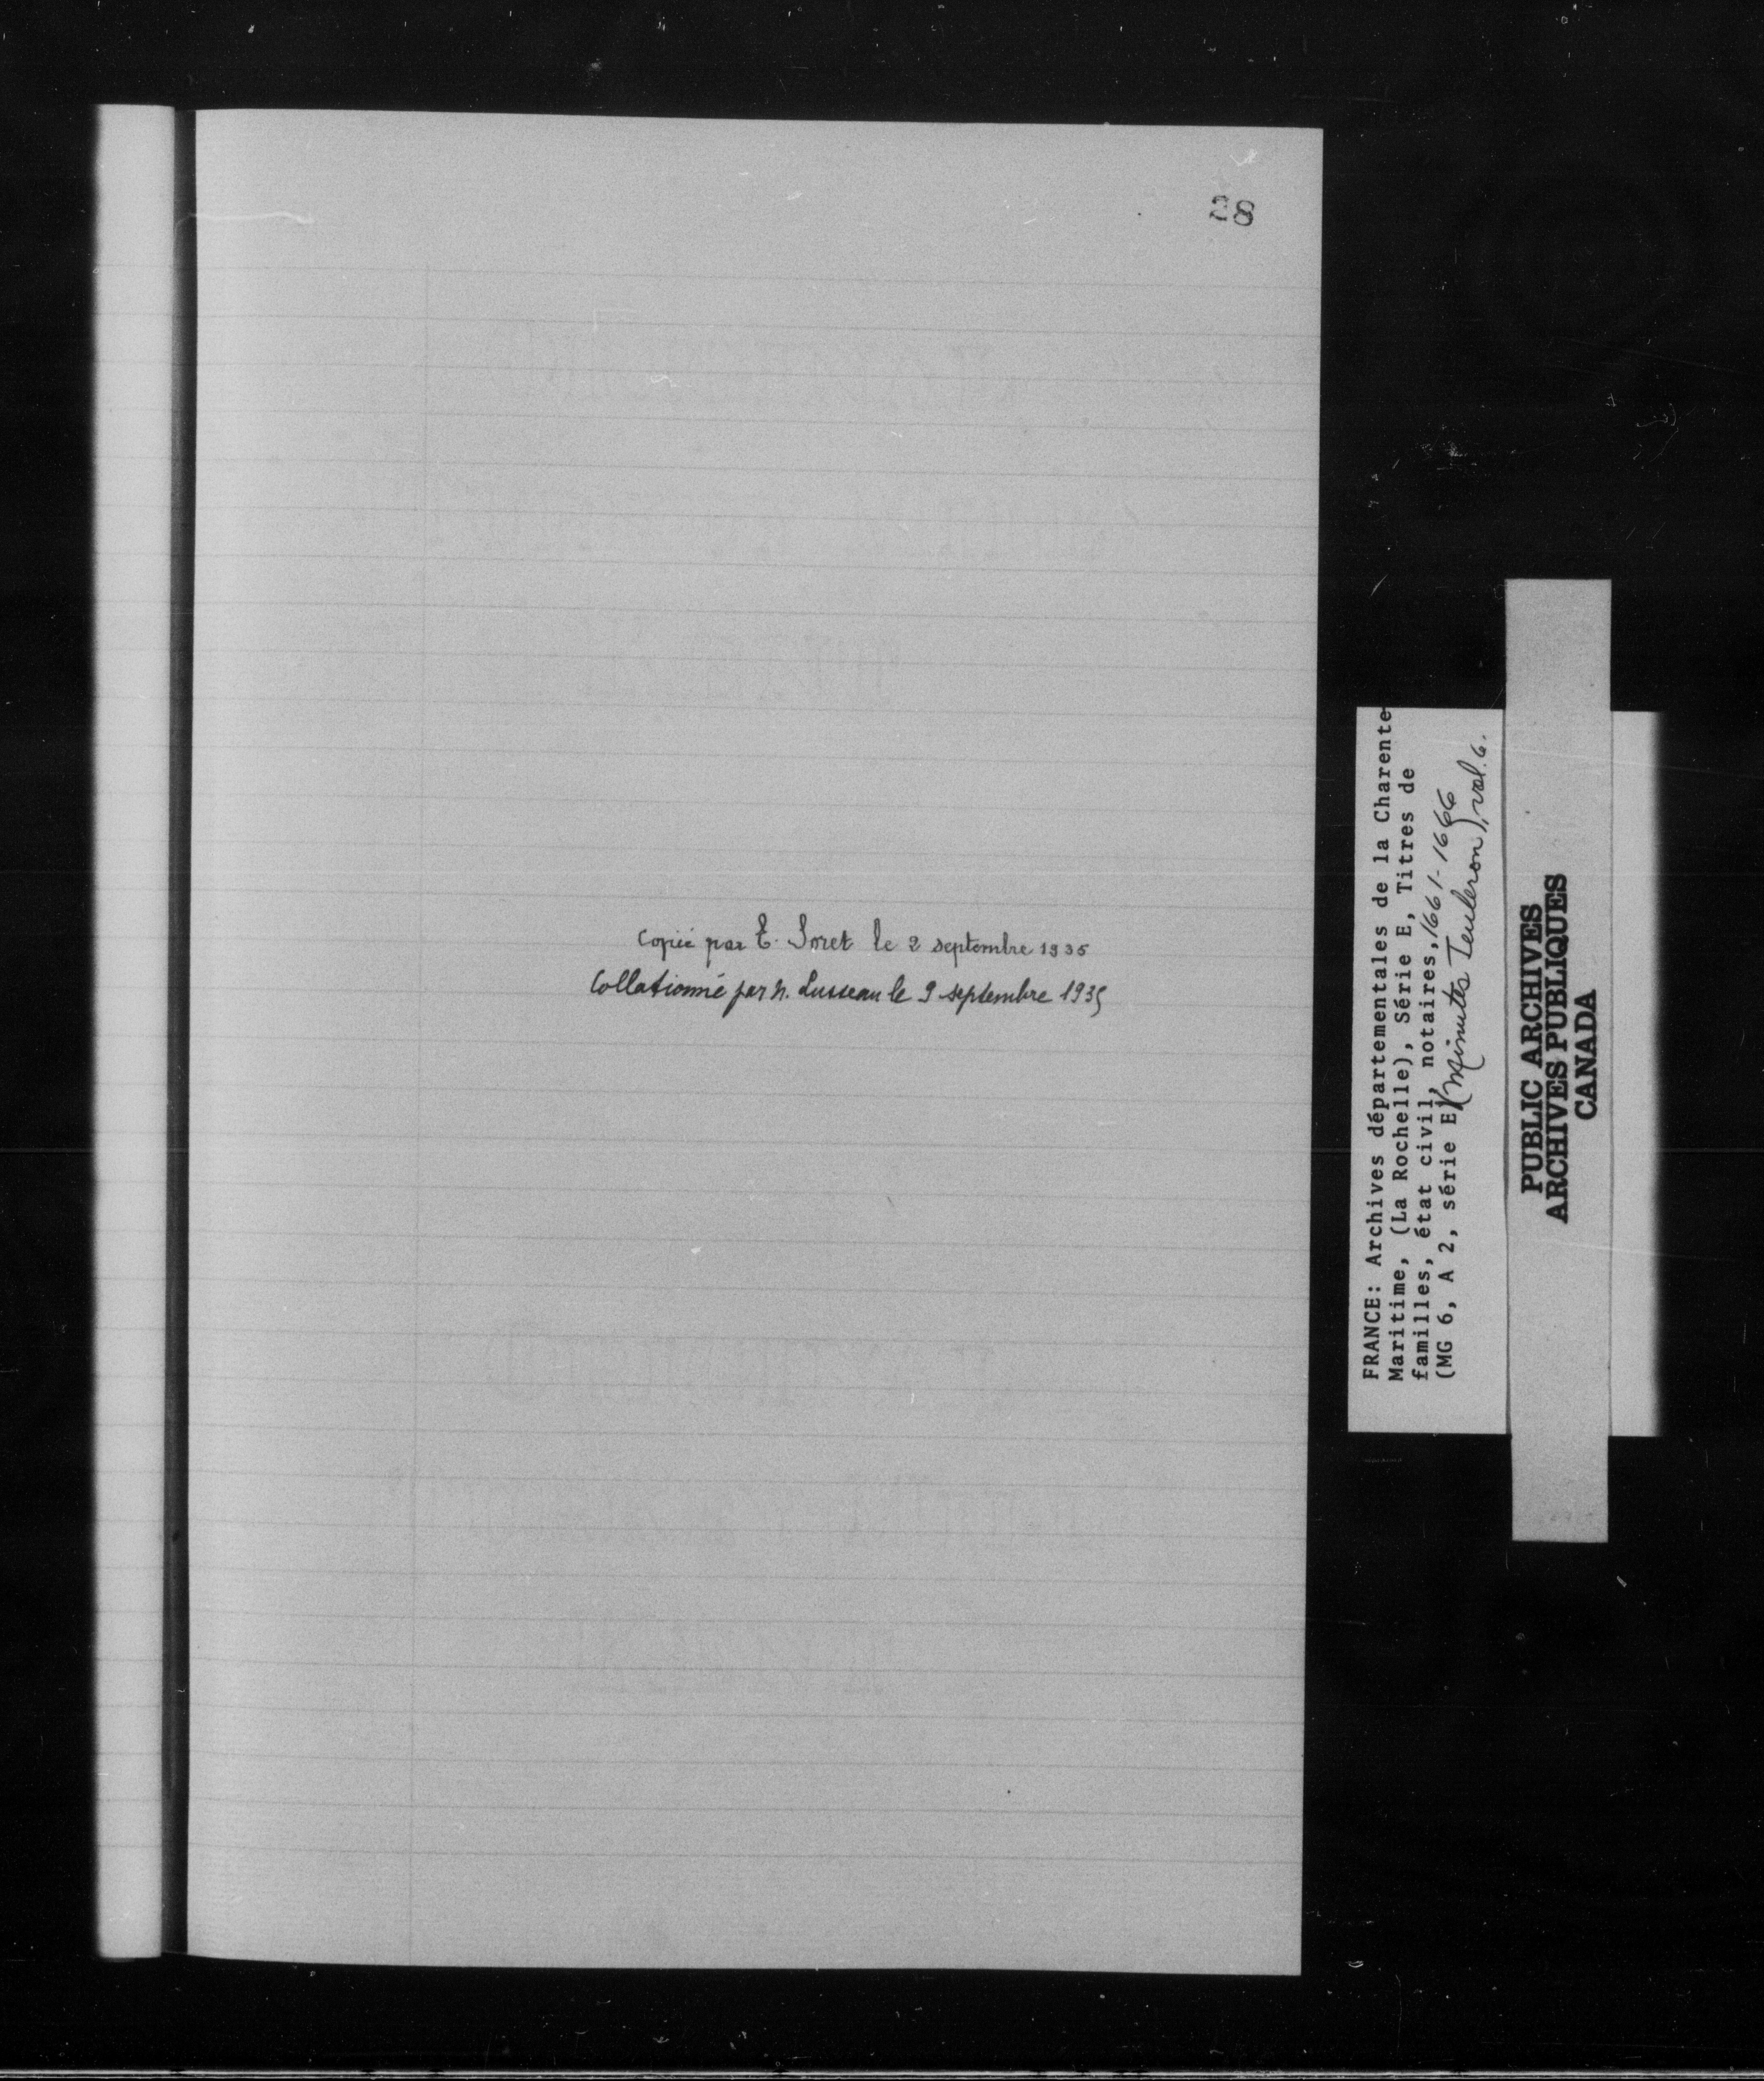 28
Copié par E. Soret le 2 septembre 1935
Collationné par N. Lusseau le 9 septembre 1935
FRANCE: Archives départementales de la Charente-
Maritime, (La Rochelle), Série E, Titres de
familles, état civil, notaires, 1661-1666
(MG 6, A 2, série E) (Minutes Teuleron), vol. 6.
PUBLIC ARCHIVES
ARCHIVES PUBLIQUES
CANADA